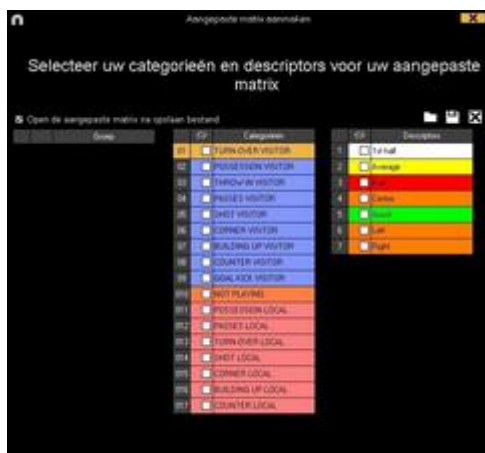 Aangepaste matrix aanmaken
Selecteer uw categorieën en descriptors voor uw aangepaste
matrix
Open de aangepaste matrix na opslaan bestand
Groep
Categorieën
01 TURN OVER VISITOR
02 POSSESSION VISITOR
03 THROW-IN VISITOR
04 PASSES VISITOR
05 SHOT VISITOR
06 CORNER VISITOR
07 BUILDING UP VISITOR
08 COUNTER VISITOR
09 GOAL KICK VISITOR
010 NOT PLAYING
011 POSSESSION LOCAL
012 PASSES LOCAL
013 TURN OVER LOCAL
014 SHOT LOCAL
015 CORNER LOCAL
016 BUILDING UP LOCAL
017 COUNTER LOCAL
Descriptors
1 1st half
2 Average
3
4 Centre
5 Good
6 Left
7 Right